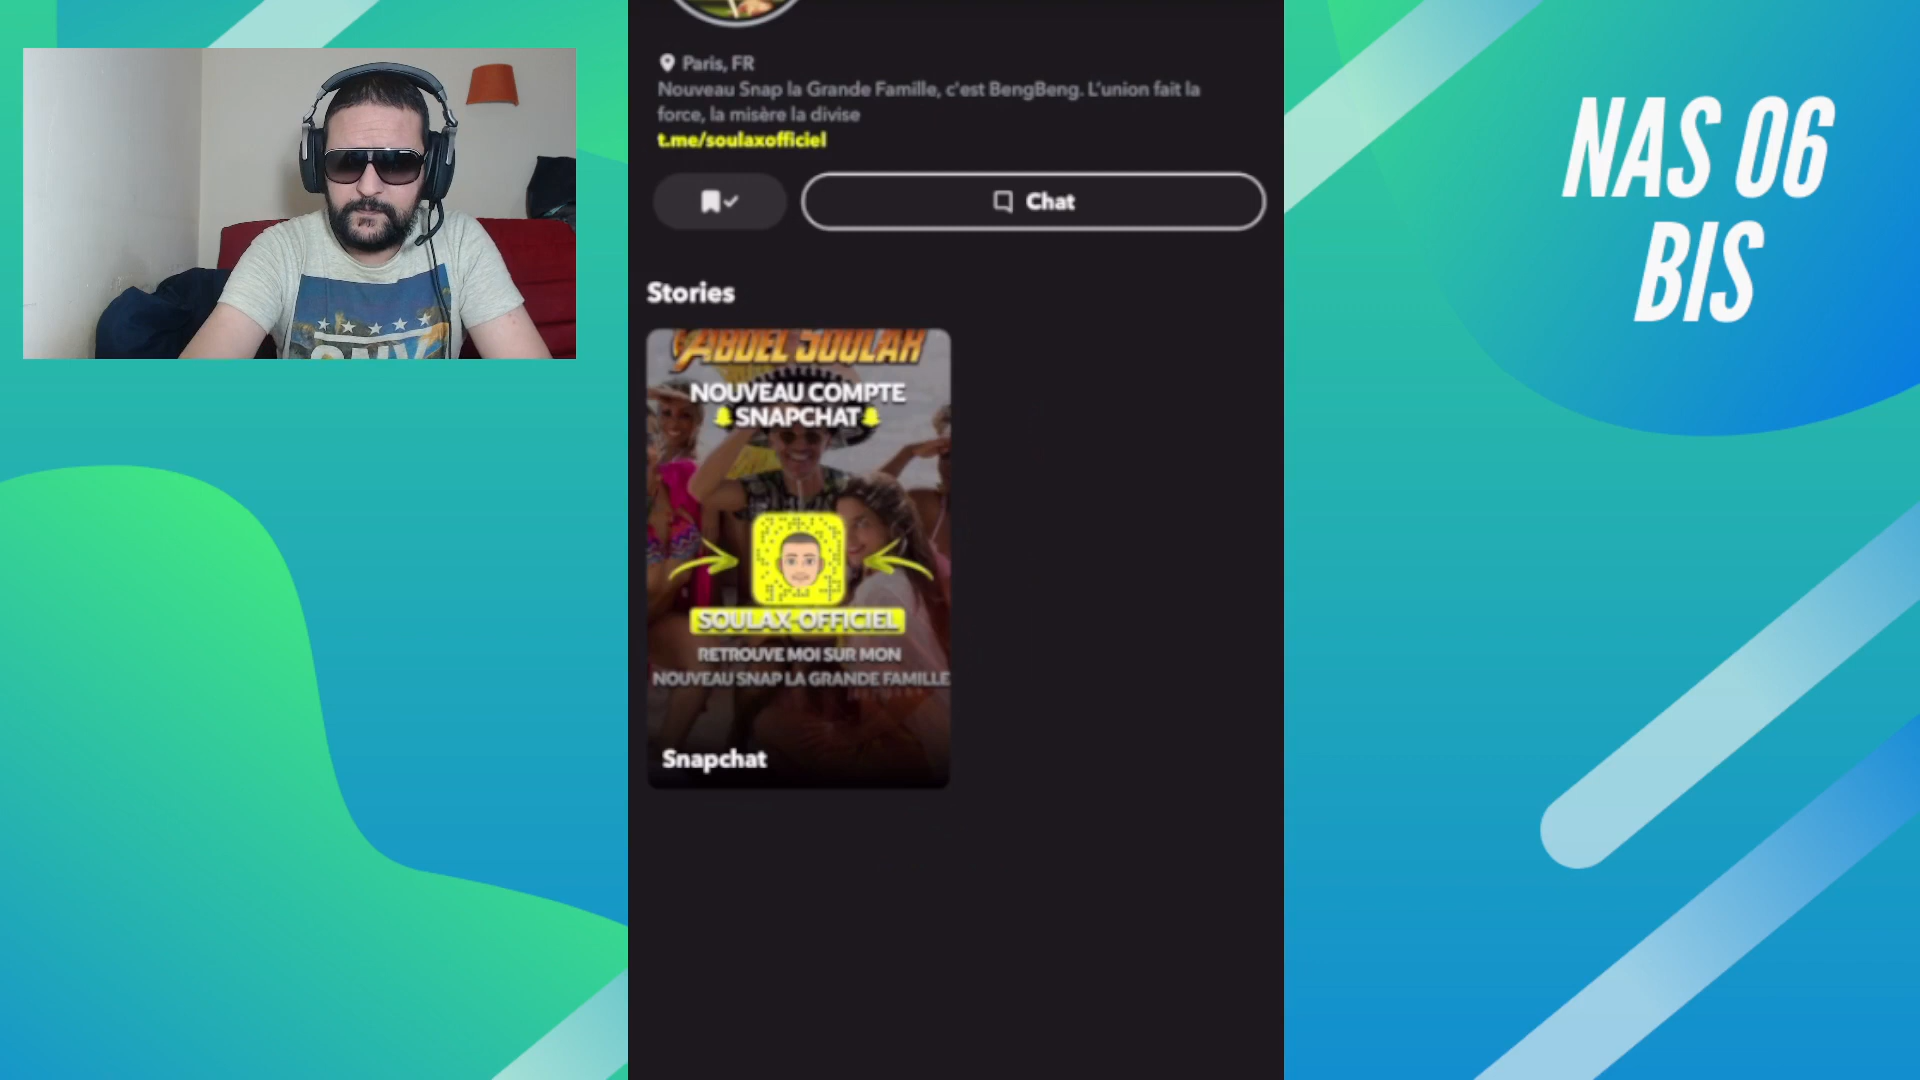 NAS 06
BIS
Paris, FR
Nouveau Snap la Grande Famille, c'est BengBeng. L'union fait la
force, la misère la divise
t.me/soulaxofficiel
Chat
Stories
ABDEL SOULAX
NOUVEAU COMPTE
SNAPCHAT
SOULAX-OFFICIEL
RETROUVE MOI SUR MON
NOUVEAU SNAP LA GRANDE FAMILLE
Snapchat